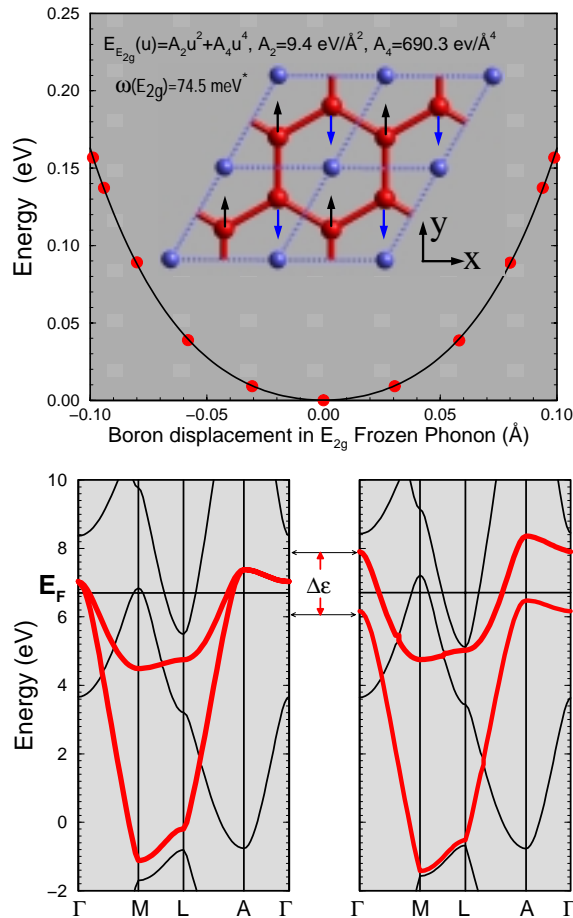 E_{E_{2g}}(u)=A_2u^2+A_4u^4, A_2=9.4 eV/Å^2, A_4=690.3 ev/Å^4
ω(E_{2g})=74.5 meV^*
0.25
0.20
0.15
0.10
0.05
0.00
Energy (eV)
y
x
−0.10 −0.05 0.00 0.05 0.10
Boron displacement in E_{2g} Frozen Phonon (Å)
10
8
6
4
2
0
−2
Energy (eV)
E_F
Δε
Γ M L A Γ
Γ M L A Γ